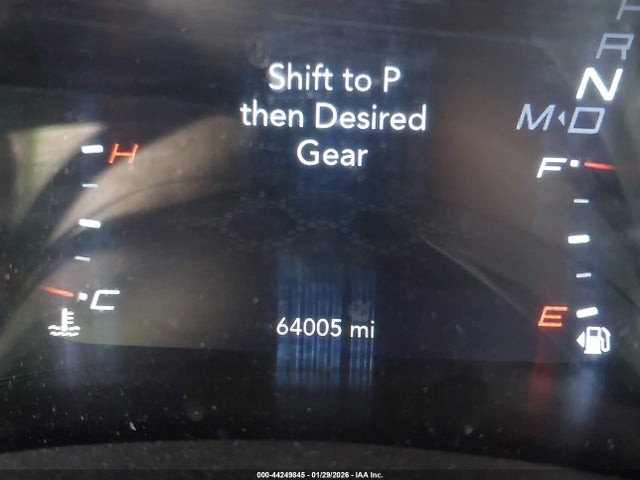 Shift to P
then Desired
Gear
P
R
N
M D
H
F
C
E
64005 mi
000-44249845 - 01/29/2026 - IAA Inc.